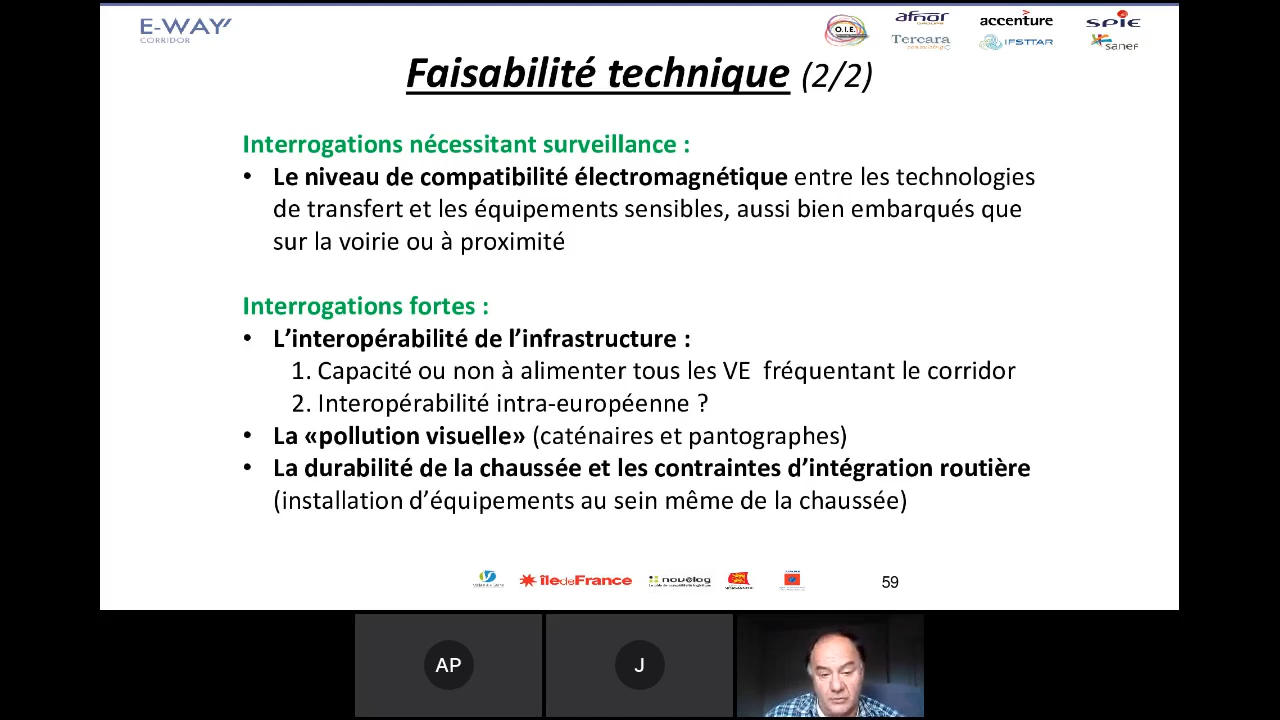 E-WAY
CORRIDOR
O.I.E.
afnor
GROUPE
accenture
SPIE
Tercara
consulting
IFSTTAR
sanef
Faisabilité technique (2/2)
Interrogations nécessitant surveillance :
• Le niveau de compatibilité électromagnétique entre les technologies
de transfert et les équipements sensibles, aussi bien embarqués que
sur la voirie ou à proximité
Interrogations fortes :
• L’interopérabilité de l’infrastructure :
1. Capacité ou non à alimenter tous les VE fréquentant le corridor
2. Interopérabilité intra-européenne ?
• La «pollution visuelle» (caténaires et pantographes)
• La durabilité de la chaussée et les contraintes d’intégration routière
(installation d’équipements au sein même de la chaussée)
îledeFrance
novelog
59
AP
J